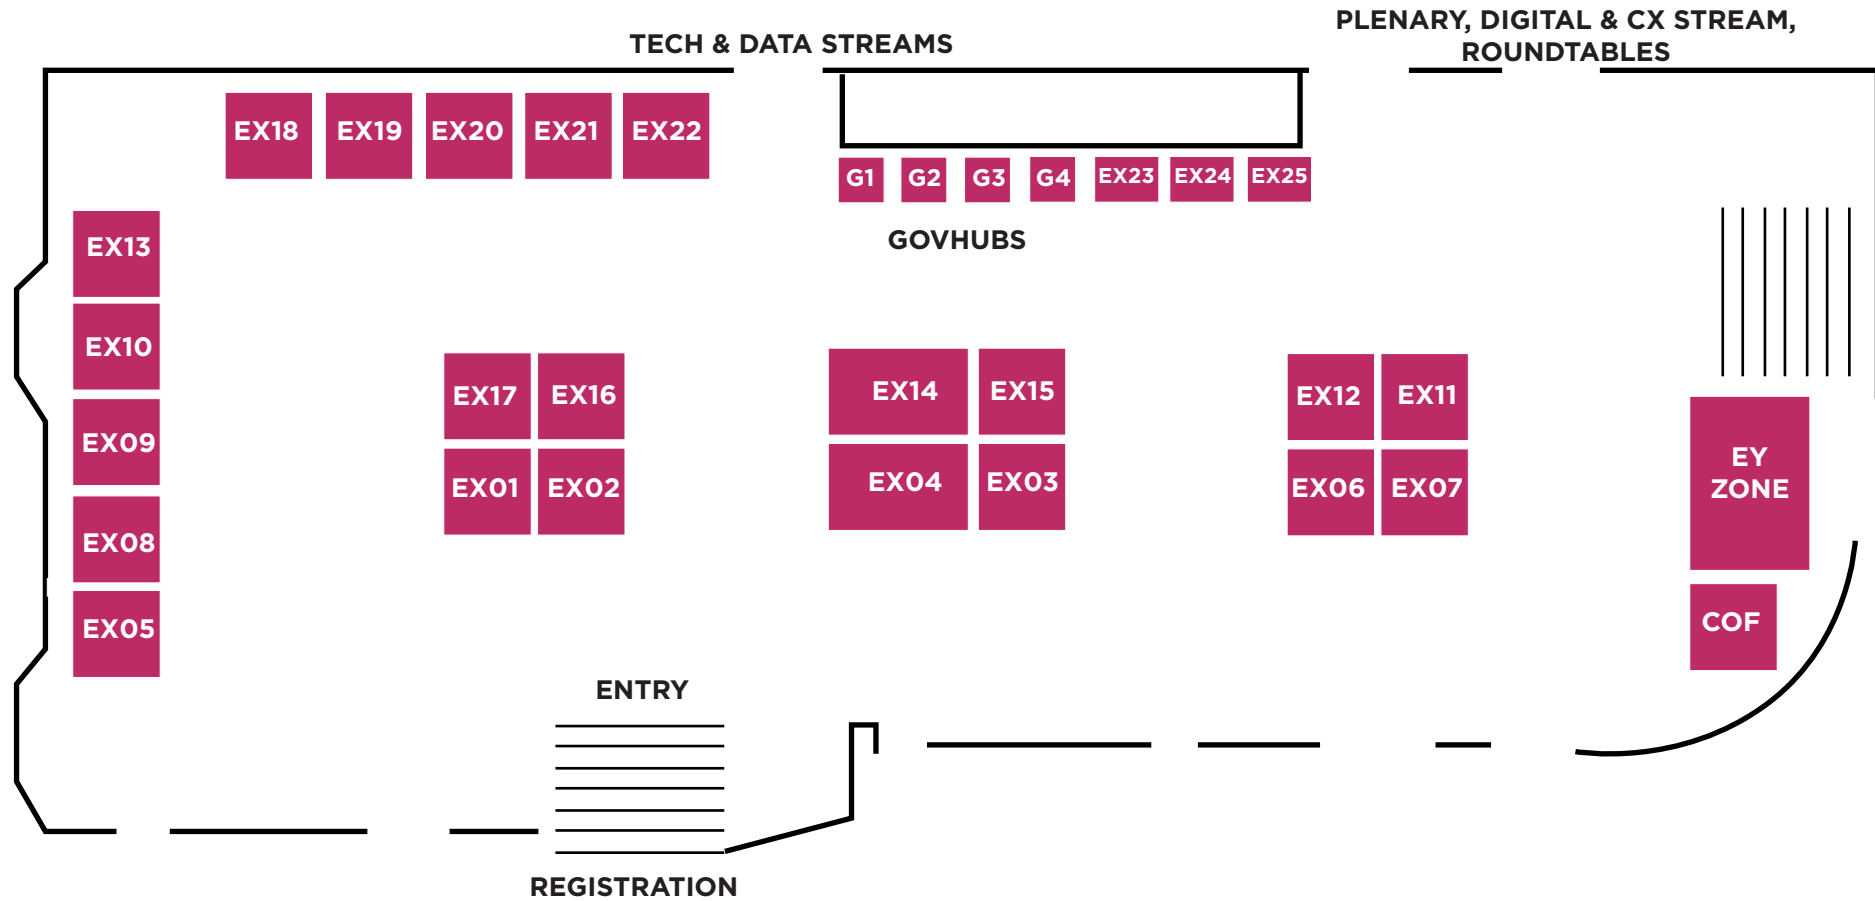 PLENARY, DIGITAL & CX STREAM,
ROUNDTABLES
TECH & DATA STREAMS
EX18 EX19 EX20 EX21 EX22
G1 G2 G3 G4 EX23 EX24 EX25
GOVHUBS
EX13
EX10
EX09
EX08
EX05
EX17 EX16
EX01 EX02
EX14 EX15
EX04 EX03
EX12 EX11
EX06 EX07
EY
ZONE
COF
ENTRY
REGISTRATION